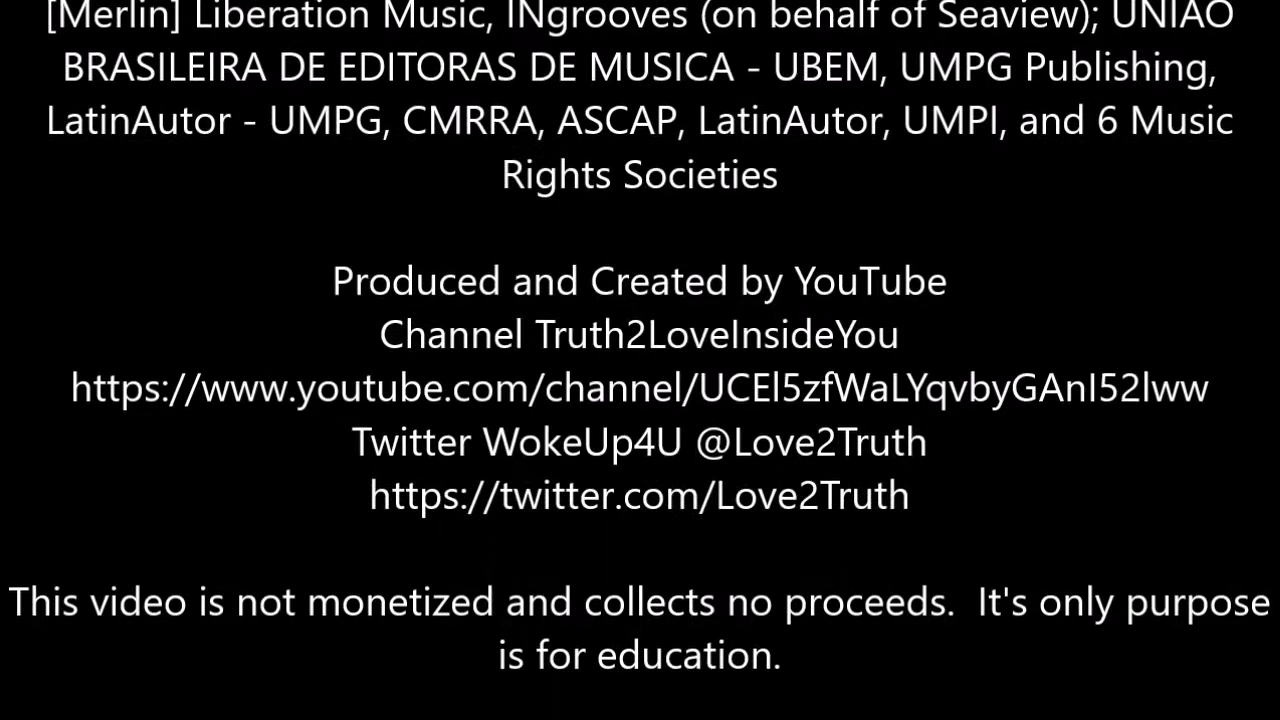 [Merlin] Liberation Music, INgrooves (on behalf of Seaview); UNIAO
BRASILEIRA DE EDITORAS DE MUSICA - UBEM, UMPG Publishing,
LatinAutor - UMPG, CMRRA, ASCAP, LatinAutor, UMPI, and 6 Music
Rights Societies
Produced and Created by YouTube
Channel Truth2LoveInsideYou
https://www.youtube.com/channel/UCEl5zfWaLYqvbyGAnI52lww
Twitter WokeUp4U @Love2Truth
https://twitter.com/Love2Truth
This video is not monetized and collects no proceeds.  It's only purpose
is for education.